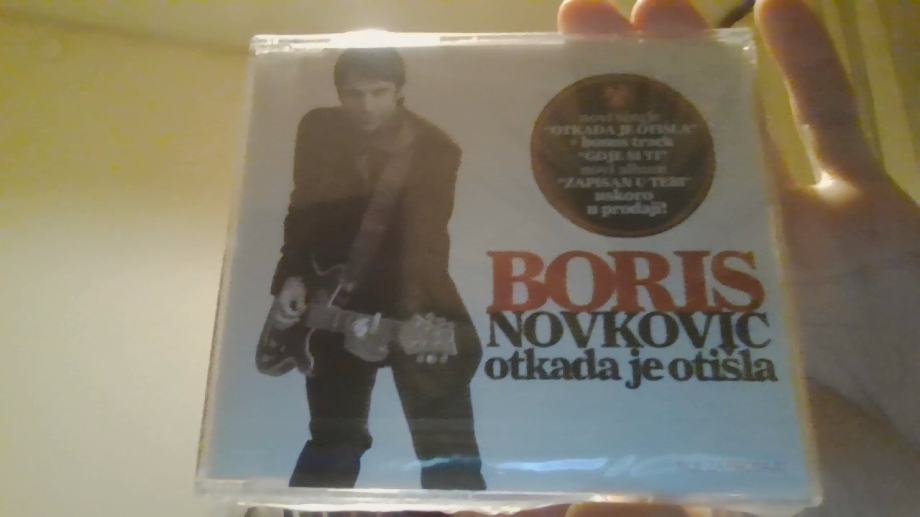 novi single
"OTKADA JE OTIŠLA"
+ bonus track
"GDJE SI TI"
novi album
"ZAPISAN U TEBI"
uskoro
u prodaji!
BORIS
NOVKOVIĆ
otkada je otišla